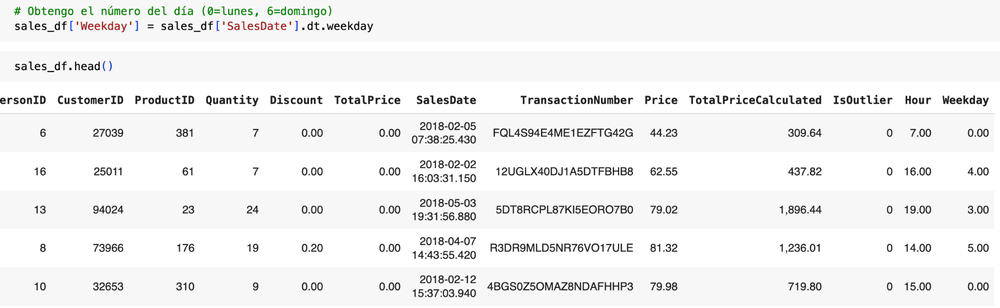 # Obtengo el número del día (0=lunes, 6=domingo)
sales_df['Weekday'] = sales_df['SalesDate'].dt.weekday
sales_df.head()
ersonID CustomerID ProductID Quantity Discount TotalPrice SalesDate TransactionNumber Price TotalPriceCalculated IsOutlier Hour Weekday
6 27039 381 7 0.00 0.00 2018-02-05 07:38:25.430 FQL4S94E4ME1EZFTG42G 44.23 309.64 0 7.00 0.00
16 25011 61 7 0.00 0.00 2018-02-02 16:03:31.150 12UGLX40DJ1A5DTFBHB8 62.55 437.82 0 16.00 4.00
13 94024 23 24 0.00 0.00 2018-05-03 19:31:56.880 5DT8RCPL87KI5EORO7B0 79.02 1,896.44 0 19.00 3.00
8 73966 176 19 0.20 0.00 2018-04-07 14:43:55.420 R3DR9MLD5NR76VO17ULE 81.32 1,236.01 0 14.00 5.00
10 32653 310 9 0.00 0.00 2018-02-12 15:37:03.940 4BGS0Z5OMAZ8NDAFHHP3 79.98 719.80 0 15.00 0.00